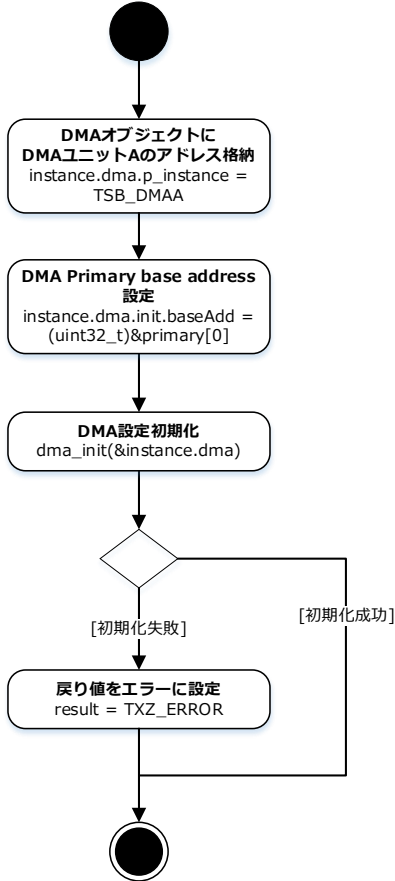 DMAオブジェクトに
DMAユニットAのアドレス格納
instance.dma.p_instance =
TSB_DMAA
DMA Primary base address
設定
instance.dma.init.baseAdd =
(uint32_t)&primary[0]
DMA設定初期化
dma_init(&instance.dma)
[初期化成功]
[初期化失敗]
戻り値をエラーに設定
result = TXZ_ERROR